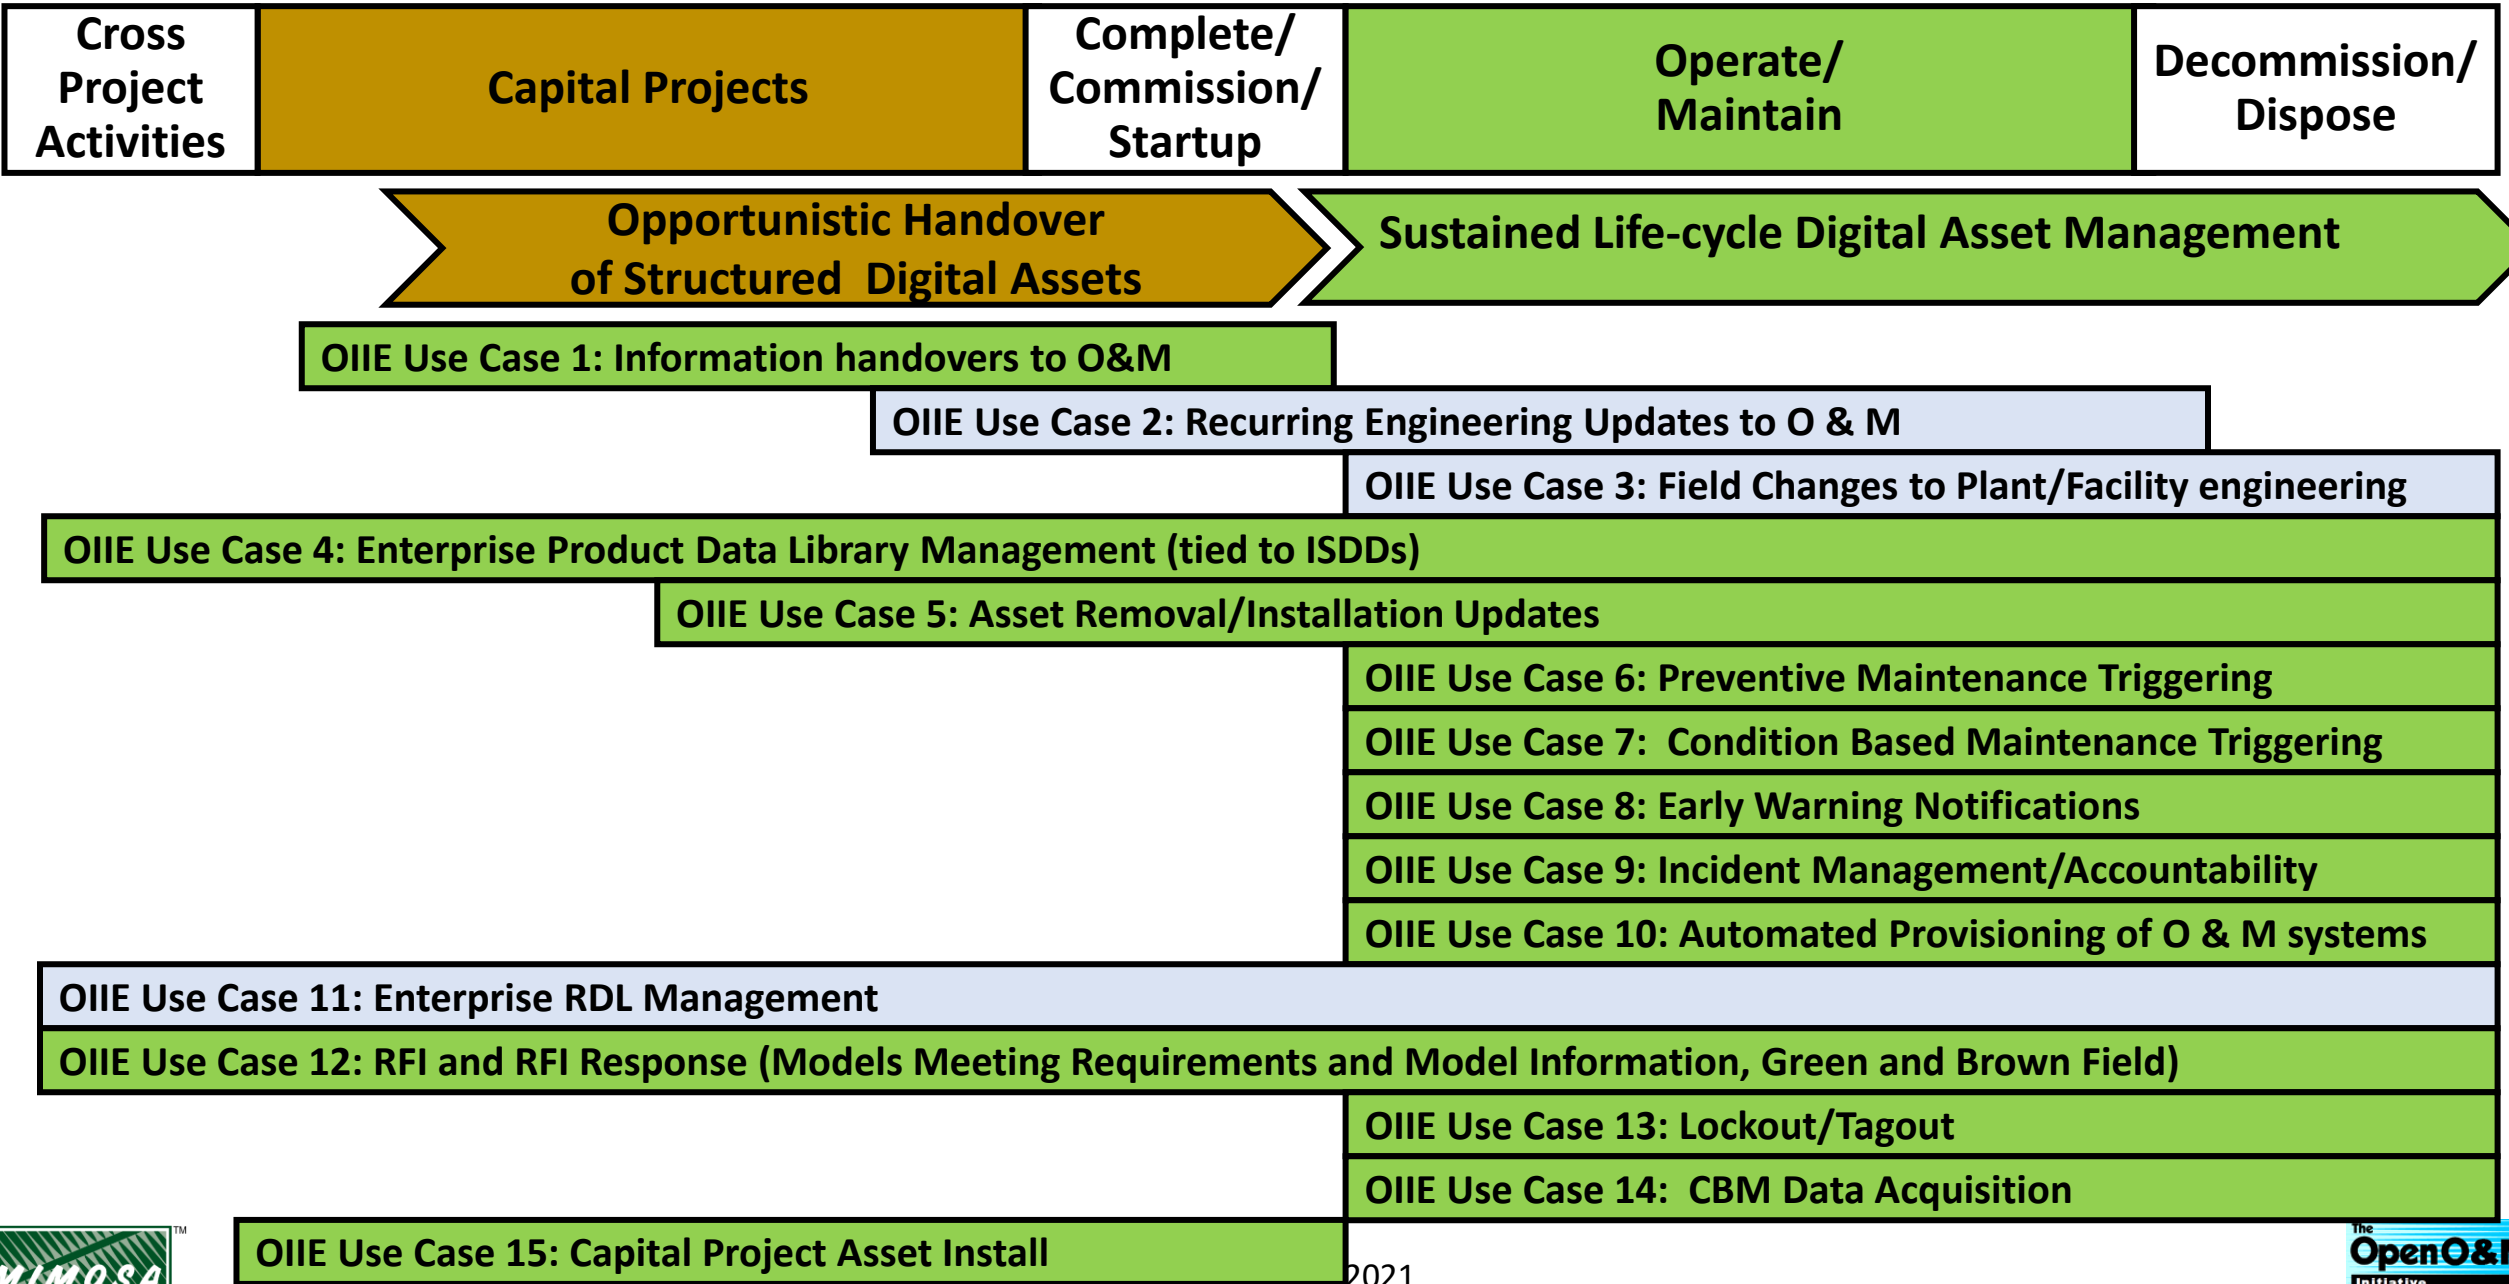 Cross
Project
Activities
Capital Projects
Complete/
Commission/
Startup
Operate/
Maintain
Decommission/
Dispose
Opportunistic Handover
of Structured Digital Assets
Sustained Life-cycle Digital Asset Management
OIIE Use Case 1: Information handovers to O&M
OIIE Use Case 2: Recurring Engineering Updates to O & M
OIIE Use Case 3: Field Changes to Plant/Facility engineering
OIIE Use Case 4: Enterprise Product Data Library Management (tied to ISDDs)
OIIE Use Case 5: Asset Removal/Installation Updates
OIIE Use Case 6: Preventive Maintenance Triggering
OIIE Use Case 7: Condition Based Maintenance Triggering
OIIE Use Case 8: Early Warning Notifications
OIIE Use Case 9: Incident Management/Accountability
OIIE Use Case 10: Automated Provisioning of O & M systems
OIIE Use Case 11: Enterprise RDL Management
OIIE Use Case 12: RFI and RFI Response (Models Meeting Requirements and Model Information, Green and Brown Field)
OIIE Use Case 13: Lockout/Tagout
OIIE Use Case 14: CBM Data Acquisition
OIIE Use Case 15: Capital Project Asset Install
MIMOSA TM
2021
The
Open O&M
Initiative